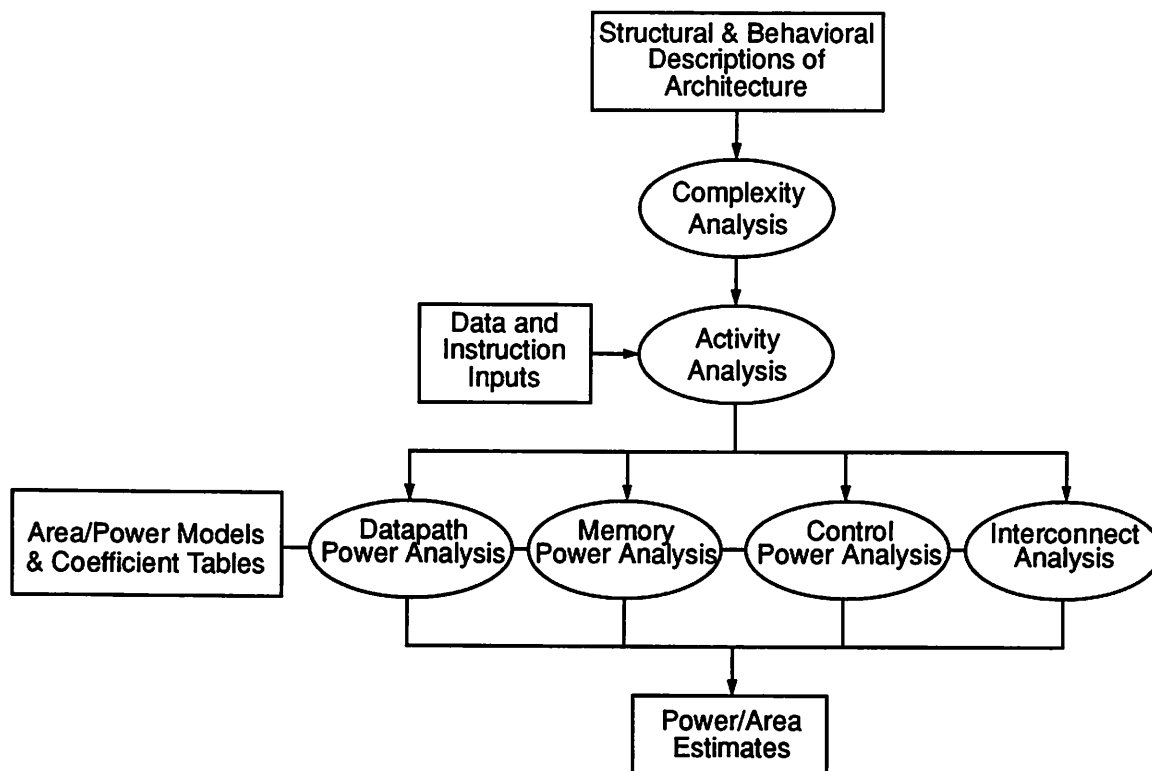 Structural & Behavioral
Descriptions of
Architecture
Complexity
Analysis
Data and
Instruction
Inputs
Activity
Analysis
Area/Power Models
& Coefficient Tables
Datapath
Power Analysis
Memory
Power Analysis
Control
Power Analysis
Interconnect
Analysis
Power/Area
Estimates